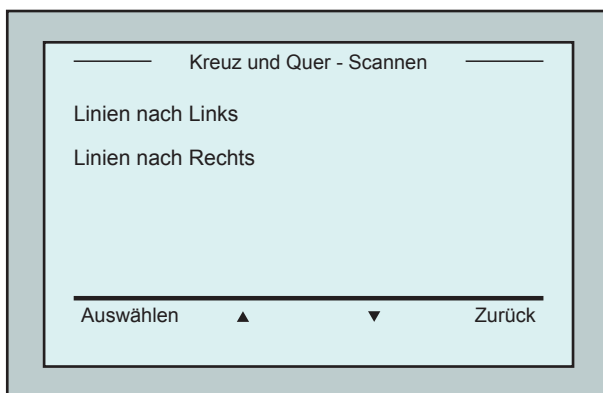 Kreuz und Quer - Scannen
Linien nach Links
Linien nach Rechts
Auswählen ▲ ▼ Zurück